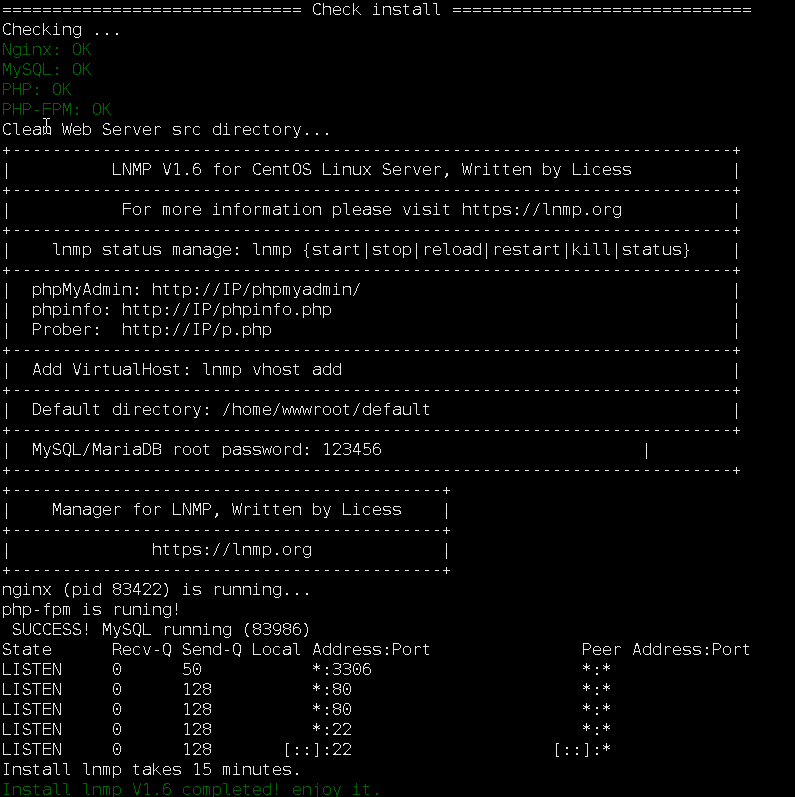 ============================== Check install ==============================
Checking ...
Nginx: OK
MySQL: OK
PHP: OK
PHP-FPM: OK
Clean Web Server src directory...
+------------------------------------------------------------------------+
|          LNMP V1.6 for CentOS Linux Server, Written by Licess          |
+------------------------------------------------------------------------+
|           For more information please visit https://lnmp.org           |
+------------------------------------------------------------------------+
|    lnmp status manage: lnmp {start|stop|reload|restart|kill|status}    |
+------------------------------------------------------------------------+
|  phpMyAdmin: http://IP/phpmyadmin/                                     |
|  phpinfo: http://IP/phpinfo.php                                        |
|  Prober:  http://IP/p.php                                              |
+------------------------------------------------------------------------+
|  Add VirtualHost: lnmp vhost add                                       |
+------------------------------------------------------------------------+
|  Default directory: /home/wwwroot/default                              |
+------------------------------------------------------------------------+
|  MySQL/MariaDB root password: 123456                          |
+------------------------------------------------------------------------+
+-------------------------------------------+
|    Manager for LNMP, Written by Licess    |
+-------------------------------------------+
|              https://lnmp.org             |
+-------------------------------------------+
nginx (pid 83422) is running...
php-fpm is runing!
 SUCCESS! MySQL running (83986)
State      Recv-Q Send-Q Local Address:Port               Peer Address:Port
LISTEN     0      50           *:3306                     *:*
LISTEN     0      128          *:80                       *:*
LISTEN     0      128          *:80                       *:*
LISTEN     0      128          *:22                       *:*
LISTEN     0      128       [::]:22                    [::]:*
Install lnmp takes 15 minutes.
Install lnmp V1.6 completed! enjoy it.